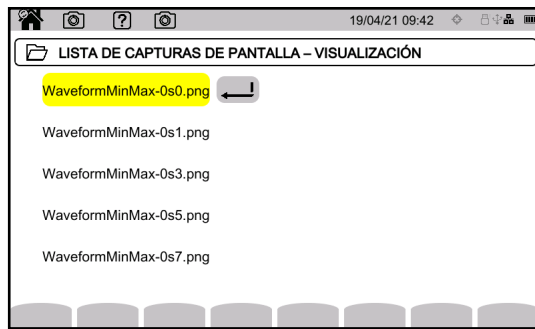 19/04/21 09:42
LISTA DE CAPTURAS DE PANTALLA – VISUALIZACIÓN
WaveformMinMax-0s0.png
WaveformMinMax-0s1.png
WaveformMinMax-0s3.png
WaveformMinMax-0s5.png
WaveformMinMax-0s7.png